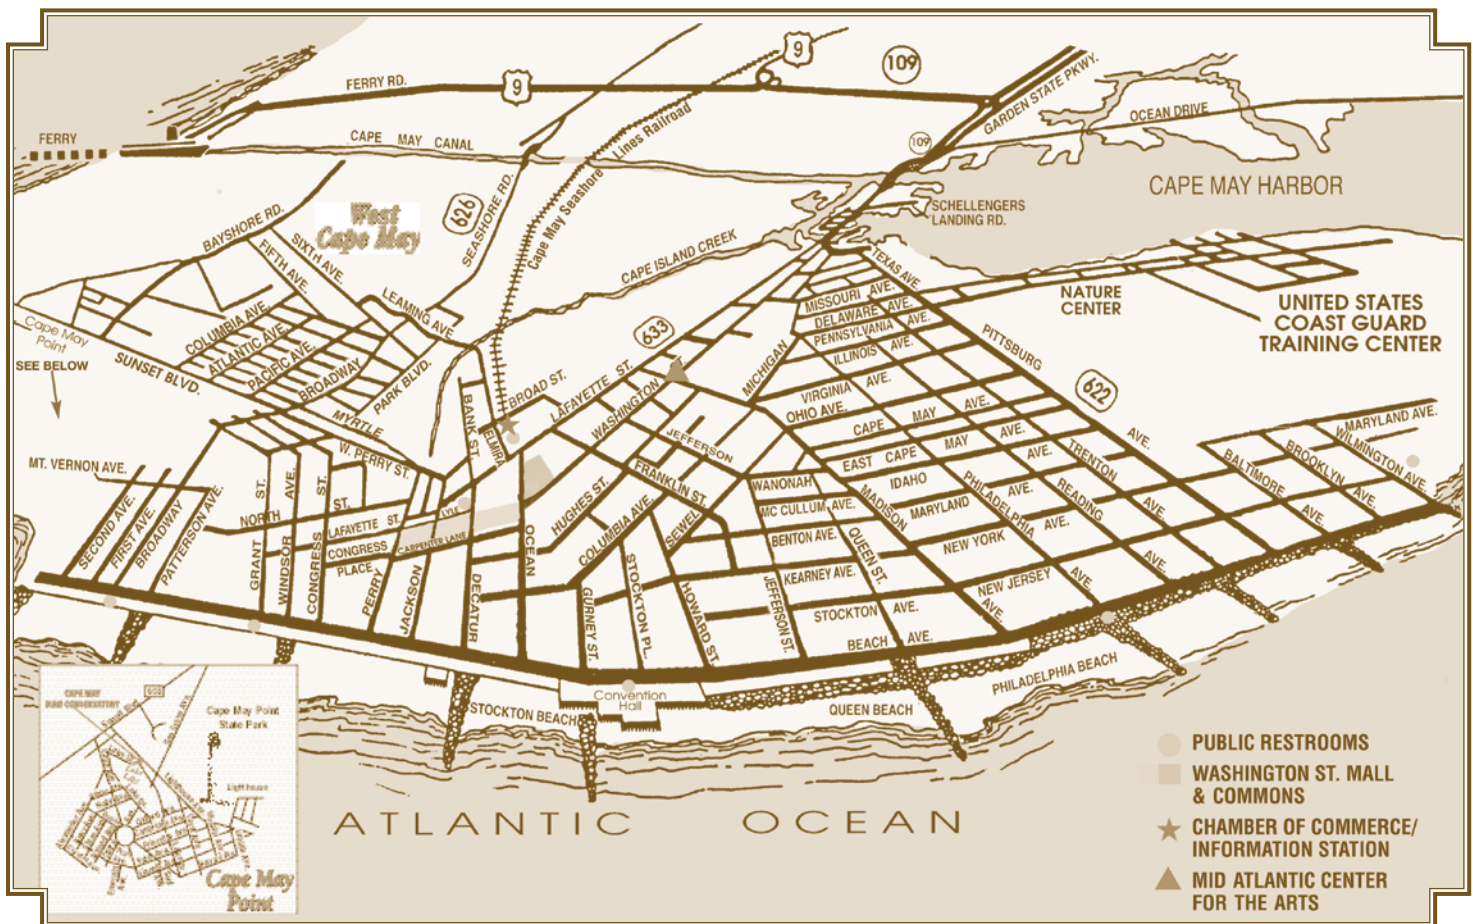 9
109
FERRY RD.
9
GARDEN STATE PKWY.
OCEAN DRIVE
FERRY
CAPE MAY CANAL
109
CAPE MAY HARBOR
Cape May Seashore Lines Railroad
SEASHORE RD.
626
West
Cape May
BAYSHORE RD.
SCHELLENGERS
LANDING RD.
SIXTH AVE.
FIFTH AVE.
CAPE ISLAND CREEK
TEXAS AVE.
LEAMING AVE.
MISSOURI AVE.
NATURE
CENTER
UNITED STATES
COAST GUARD
TRAINING CENTER
COLUMBIA AVE.
ATLANTIC AVE.
PACIFIC AVE.
BROADWAY
PARK BLVD.
Cape May
Point
SEE BELOW
SUNSET BLVD.
MYRTLE
633
DELAWARE AVE.
PENNSYLVANIA AVE.
ILLINOIS AVE.
PITTSBURG AVE.
622
MICHIGAN
VIRGINIA AVE.
OHIO AVE.
CAPE MAY AVE.
EAST CAPE MAY AVE.
BROAD ST.
LAFAYETTE ST.
WASHINGTON
BANK ST.
ELMIRA
JEFFERSON
FRANKLIN ST.
W. PERRY ST.
MT. VERNON AVE.
SECOND AVE.
FIRST AVE.
BROADWAY
PATTERSON AVE.
NORTH ST.
GRANT ST.
WINDSOR AVE.
CONGRESS ST.
LAFAYETTE ST.
LYLE
CONGRESS
PLACE
CARPENTER LANE
PERRY
JACKSON
DECATUR
OCEAN
HUGHES ST.
COLUMBIA AVE.
SEWELL
GURNEY ST.
STOCKTON PL.
HOWARD ST.
WANONAH
MC CULLUM AVE.
BENTON AVE.
KEARNEY AVE.
JEFFERSON ST.
QUEEN ST.
MADISON
IDAHO AVE.
MARYLAND AVE.
NEW YORK AVE.
NEW JERSEY AVE.
STOCKTON AVE.
BEACH AVE.
PHILADELPHIA AVE.
READING AVE.
TRENTON AVE.
BALTIMORE AVE.
BROOKLYN AVE
WILMINGTON AVE.
MARYLAND AVE.
PHILADELPHIA BEACH
QUEEN BEACH
STOCKTON BEACH
Convention
Hall
ATLANTIC OCEAN
CAPE MAY
BIRD CONSERVATORY
Cape May Point
State Park
Light house
Cape May
Point
PUBLIC RESTROOMS
WASHINGTON ST. MALL
& COMMONS
CHAMBER OF COMMERCE/
INFORMATION STATION
MID ATLANTIC CENTER
FOR THE ARTS